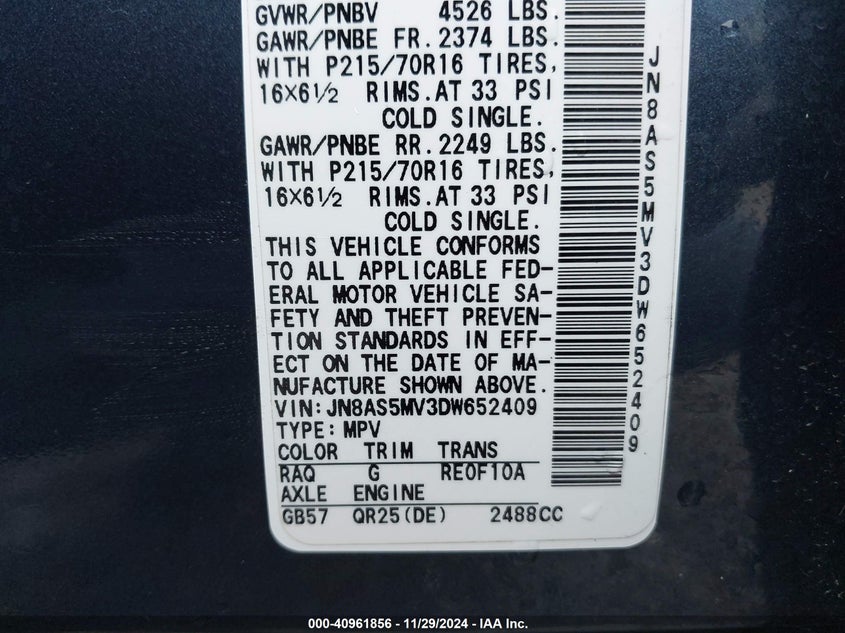 GVWR/PNBV 4526 LBS.
GAWR/PNBE FR. 2374 LBS.
WITH P215/70R16 TIRES,
16X6½ RIMS.AT 33 PSI
COLD SINGLE.
GAWR/PNBE RR. 2249 LBS.
WITH P215/70R16 TIRES,
16X6½ RIMS.AT 33 PSI
COLD SINGLE.
THIS VEHICLE CONFORMS
TO ALL APPLICABLE FED-
ERAL MOTOR VEHICLE SA-
FETY AND THEFT PREVEN-
TION STANDARDS IN EFF-
ECT ON THE DATE OF MA-
NUFACTURE SHOWN ABOVE.
VIN:JN8AS5MV3DW652409
TYPE:MPV
COLOR TRIM TRANS
RAQ G RE0F10A
AXLE ENGINE
GB57 QR25(DE) 2488CC
JN8AS5MV3DW652409
000-40961856 - 11/29/2024 - IAA Inc.